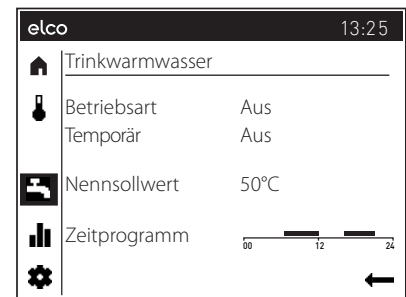 elco 13:25
Trinkwarmwasser
Betriebsart Aus
Temporär Aus
Nennsollwert 50°C
Zeitprogramm
00 12 24